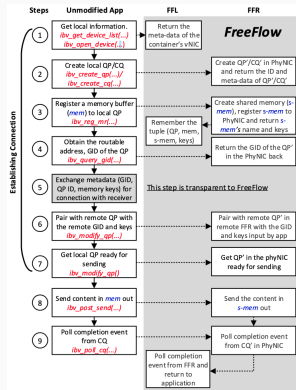 Steps
Unmodified App
FFL
FFR
FreeFlow
Establishing Connection
1
Get local information.
ibv_get_device_list(...)
ibv_open_device(...)
Return the
meta-data of the
container's vNIC
2
Create local QP/CQ
ibv_create_qp(...)/
ibv_create_cq(...)
Create QP'/CQ' in PhyNIC
and return the ID and
meta-data of QP'/CQ'
3
Register a memory buffer
(mem) to local QP
ibv_reg_mr(...)
Create shared memory (s-
mem), register s-mem to
PhyNIC and return s-
mem's name and keys
Remember the
tuple (QP, mem,
s-mem, keys)
4
Obtain the routable
address, GID of the QP
ibv_query_gid(...)
Return the GID of the QP'
in the PhyNIC back
5
Exchange metadata (GID,
QP ID, memory keys) for
connection with receiver
This step is transparent to FreeFlow
6
Pair with remote QP with
the remote GID and keys
ibv_modify_qp(...)
Pair with remote QP' in
remote FFR with the GID
and keys input by app
7
Get local QP ready for
sending
ibv_modify_qp()
Get QP' in the phyNIC
ready for sending
8
Send content in mem out
ibv_post_send(...)
Send the content in
s-mem out
9
Poll completion event
from CQ
ibv_poll_cq(...)
Poll completion event
from CQ' in PhyNIC
Poll completion
event from FFR and
return to
application